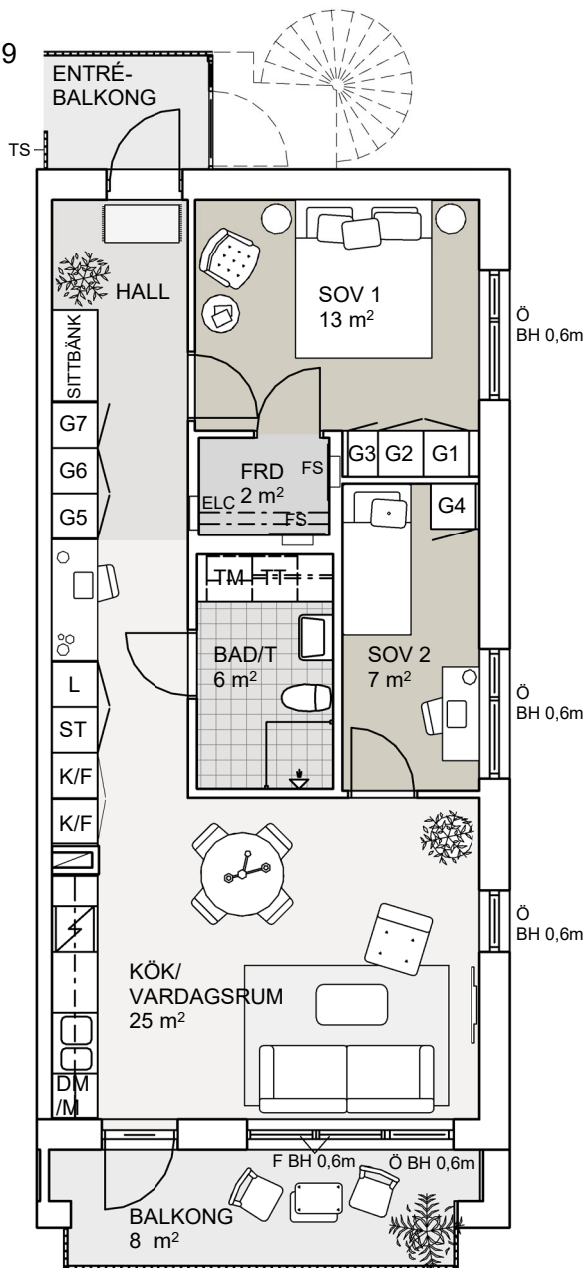 9
ENTRÉ-
BALKONG
TS
HALL
SOV 1
13 m²
Ö
BH 0,6m
SITTBÄNK
G7
G6
G5
G3 G2 G1
FRD
2 m²
FS
ELC
FS
G4
TM TT
BAD/T
6 m²
SOV 2
7 m²
Ö
BH 0,6m
L
ST
K/F
K/F
Ö
BH 0,6m
KÖK/
VARDAGSRUM
25 m²
DM
/M
F BH 0,6m Ö BH 0,6m
BALKONG
8 m²